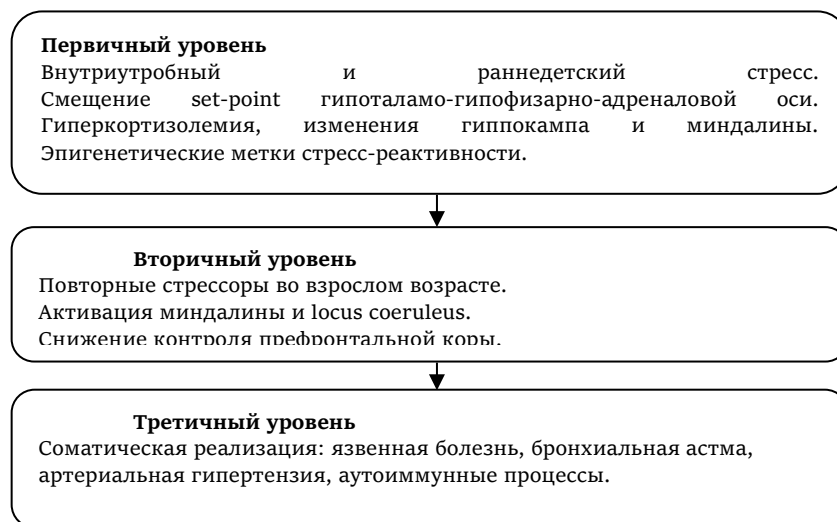 Первичный уровень
Внутриутробный и раннедетский стресс.
Смещение set-point гипоталамо-гипофизарно-адреналовой оси.
Гиперкортизолемия, изменения гиппокампа и миндалины.
Эпигенетические метки стресс-реактивности.
Вторичный уровень
Повторные стрессоры во взрослом возрасте.
Активация миндалины и locus coeruleus.
Снижение контроля префронтальной коры.
Третичный уровень
Соматическая реализация: язвенная болезнь, бронхиальная астма,
артериальная гипертензия, аутоиммунные процессы.